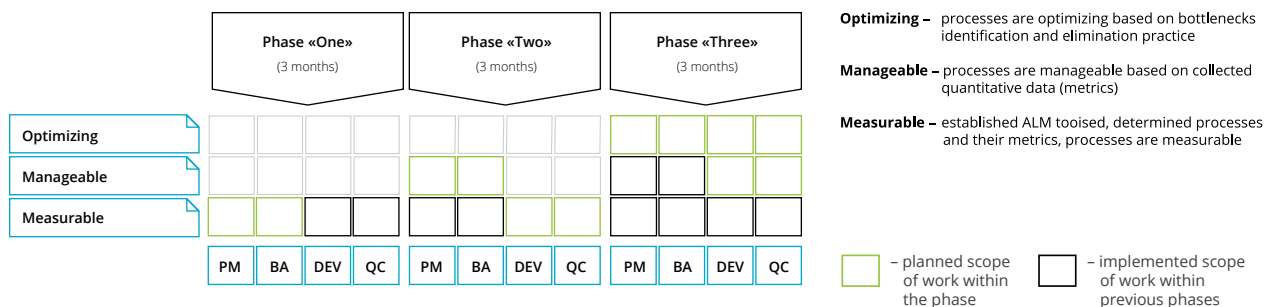 Phase «One»
(3 months)
Phase «Two»
(3 months)
Phase «Three»
(3 months)
Optimizing – processes are optimizing based on bottlenecks
identification and elimination practice
Manageable – processes are manageable based on collected
quantitative data (metrics)
Measurable – established ALM tooised, determined processes
and their metrics, processes are measurable
Optimizing
Manageable
Measurable
PM BA DEV QC PM BA DEV QC PM BA DEV QC
– planned scope
of work within
the phase
– implemented scope
of work within
previous phases